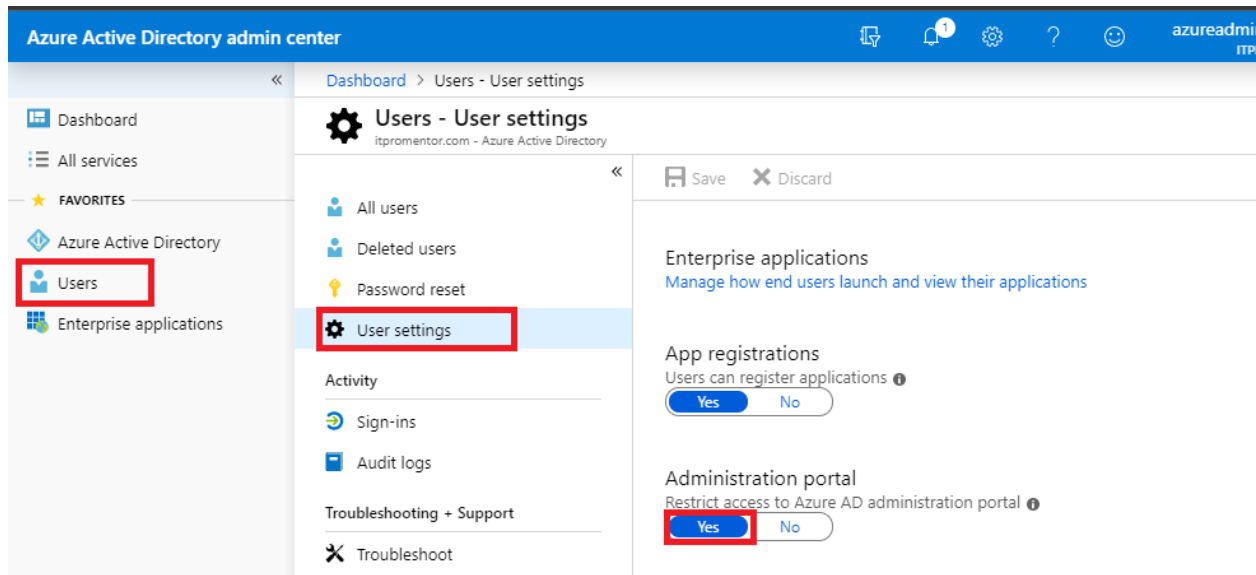 Azure Active Directory admin center
1
azureadmi
ITP
«
Dashboard
All services
FAVORITES
Azure Active Directory
Users
Enterprise applications
Dashboard > Users - User settings
Users - User settings
itpromentor.com - Azure Active Directory
«
All users
Deleted users
Password reset
User settings
Activity
Sign-ins
Audit logs
Troubleshooting + Support
Troubleshoot
Save Discard
Enterprise applications
Manage how end users launch and view their applications
App registrations
Users can register applications
Yes No
Administration portal
Restrict access to Azure AD administration portal
Yes No